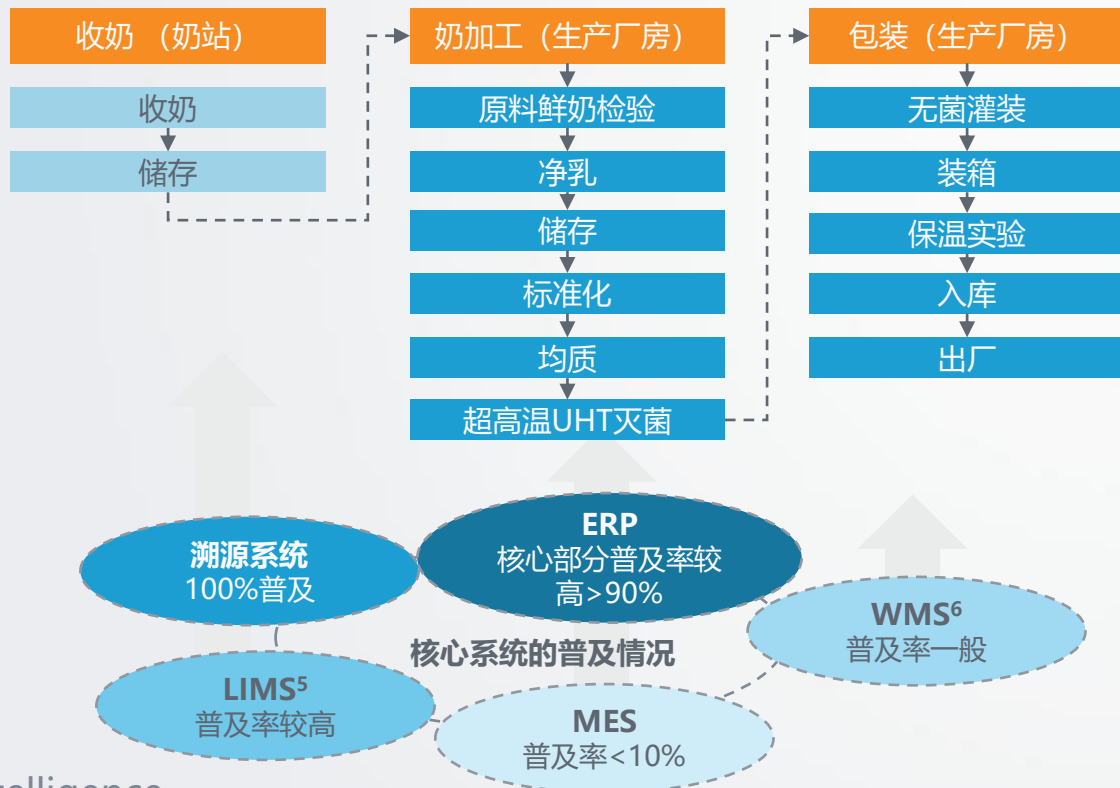 收奶 （奶站）
收奶
储存
奶加工（生产厂房）
原料鲜奶检验
净乳
储存
标准化
均质
超高温UHT灭菌
包装（生产厂房）
无菌灌装
装箱
保温实验
入库
出厂
溯源系统
100%普及
ERP
核心部分普及率较
高>90%
WMS⁶
普及率一般
核心系统的普及情况
LIMS⁵
普及率较高
MES
普及率<10%